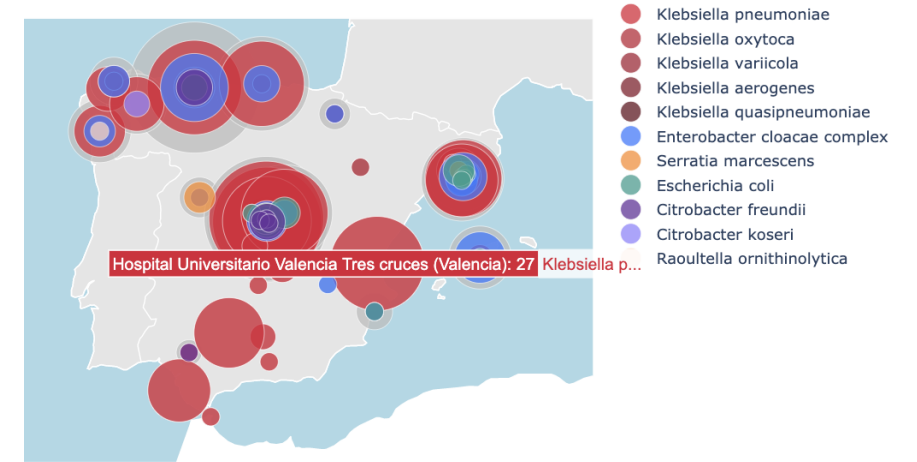 Klebsiella pneumoniae
Klebsiella oxytoca
Klebsiella variicola
Klebsiella aerogenes
Klebsiella quasipneumoniae
Enterobacter cloacae complex
Serratia marcescens
Escherichia coli
Citrobacter freundii
Citrobacter koseri
Raoultella ornithinolytica
Hospital Universitario Valencia Tres cruces (Valencia): 27 Klebsiella p...